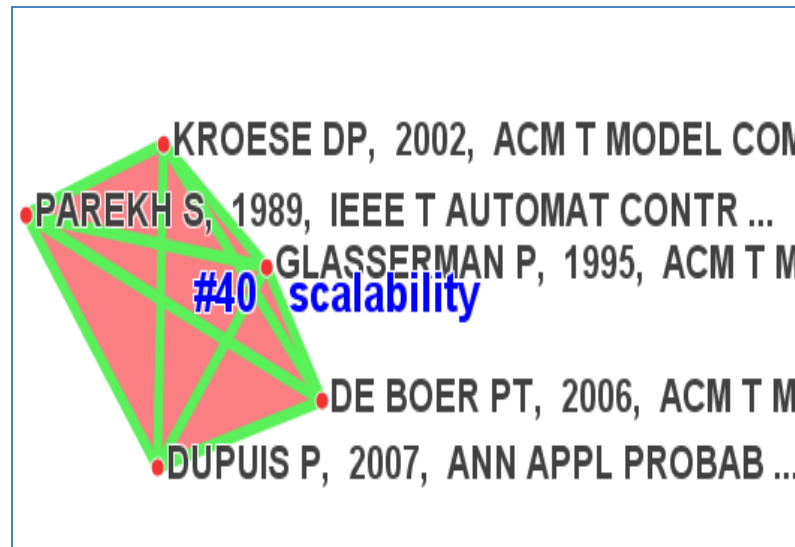 KROESE DP, 2002, ACM T MODEL COM
PAREKH S, 1989, IEEE T AUTOMAT CONTR ...
GLASSERMAN P, 1995, ACM T M
#40 scalability
DE BOER PT, 2006, ACM T M
DUPUIS P, 2007, ANN APPL PROBAB ...